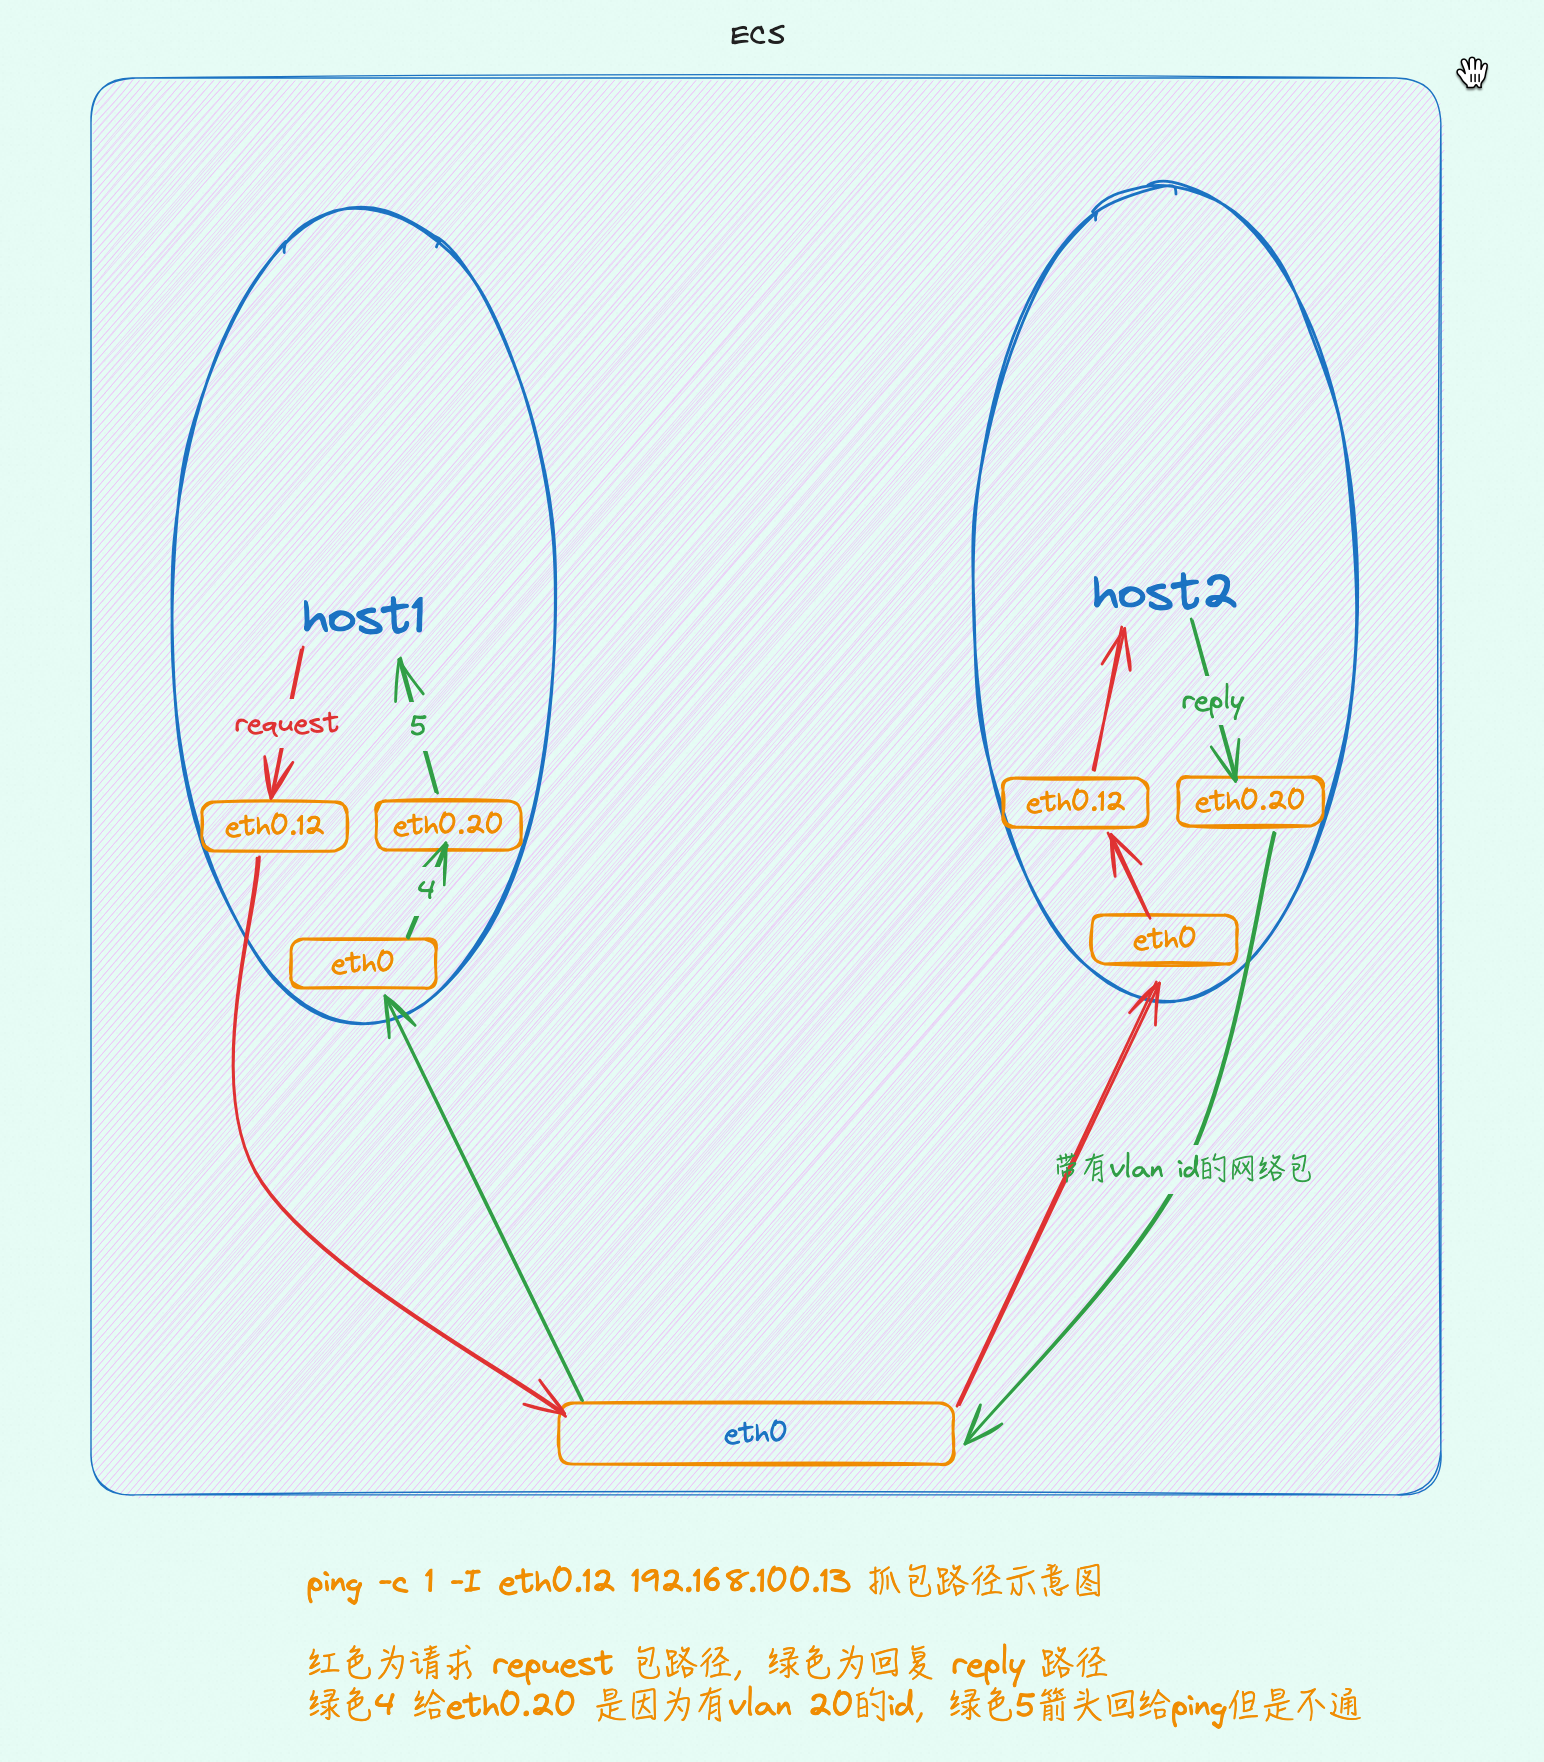 ECS
host1
host2
request
5
reply
eth0.12
eth0.20
eth0.12
eth0.20
4
eth0
eth0
带有vlan id的网络包
eth0
ping -c 1 -I eth0.12 192.168.100.13 抓包路径示意图
红色为请求 repuest 包路径，绿色为回复 reply 路径
绿色4 给eth0.20 是因为有vlan 20的id，绿色5箭头回给ping但是不通